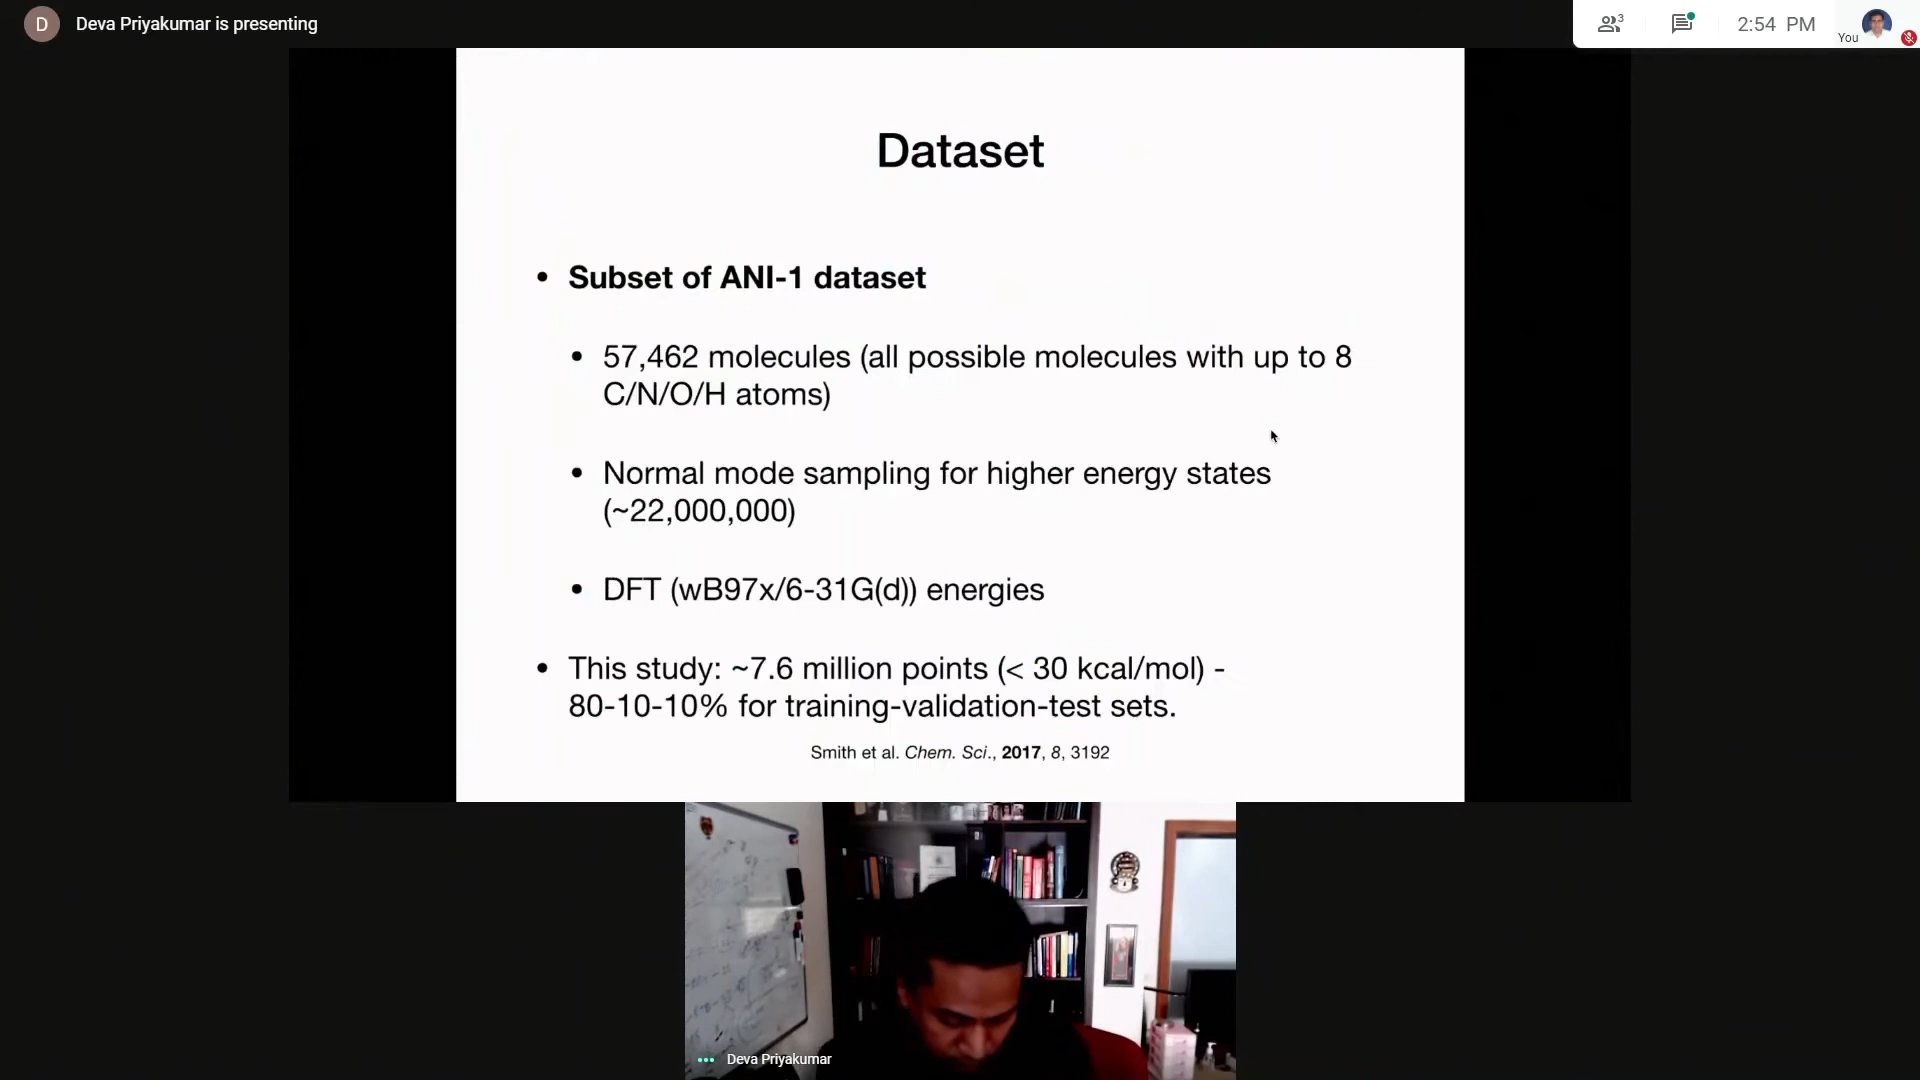 D Deva Priyakumar is presenting
3
2:54 PM
You
Dataset
• Subset of ANI-1 dataset
• 57,462 molecules (all possible molecules with up to 8
C/N/O/H atoms)
• Normal mode sampling for higher energy states
(~22,000,000)
• DFT (wB97x/6-31G(d)) energies
• This study: ~7.6 million points (< 30 kcal/mol) -
80-10-10% for training-validation-test sets.
Smith et al. Chem. Sci., 2017, 8, 3192
Deva Priyakumar